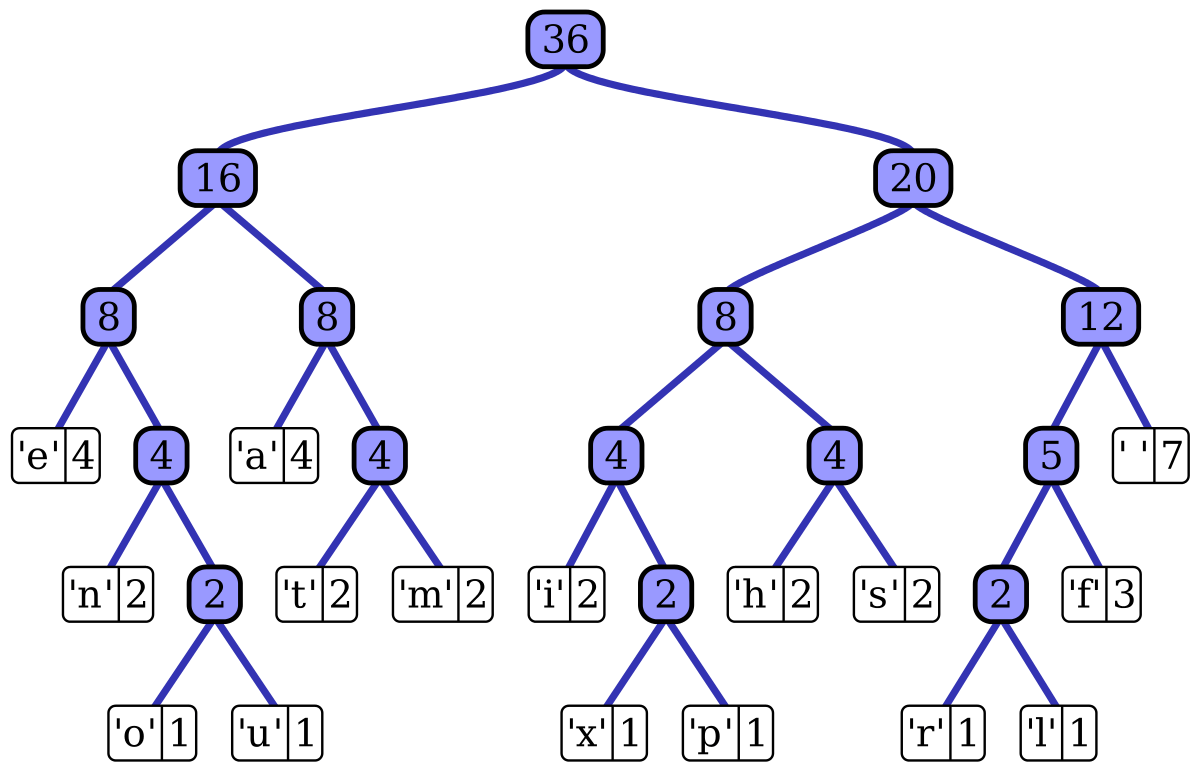 36
16 20
8 8 8 12
'e' 4 4 'a' 4 4 4 4 5 ' ' 7
'n' 2 2 't' 2 'm' 2 'i' 2 2 'h' 2 's' 2 2 'f' 3
'o' 1 'u' 1 'x' 1 'p' 1 'r' 1 'l' 1